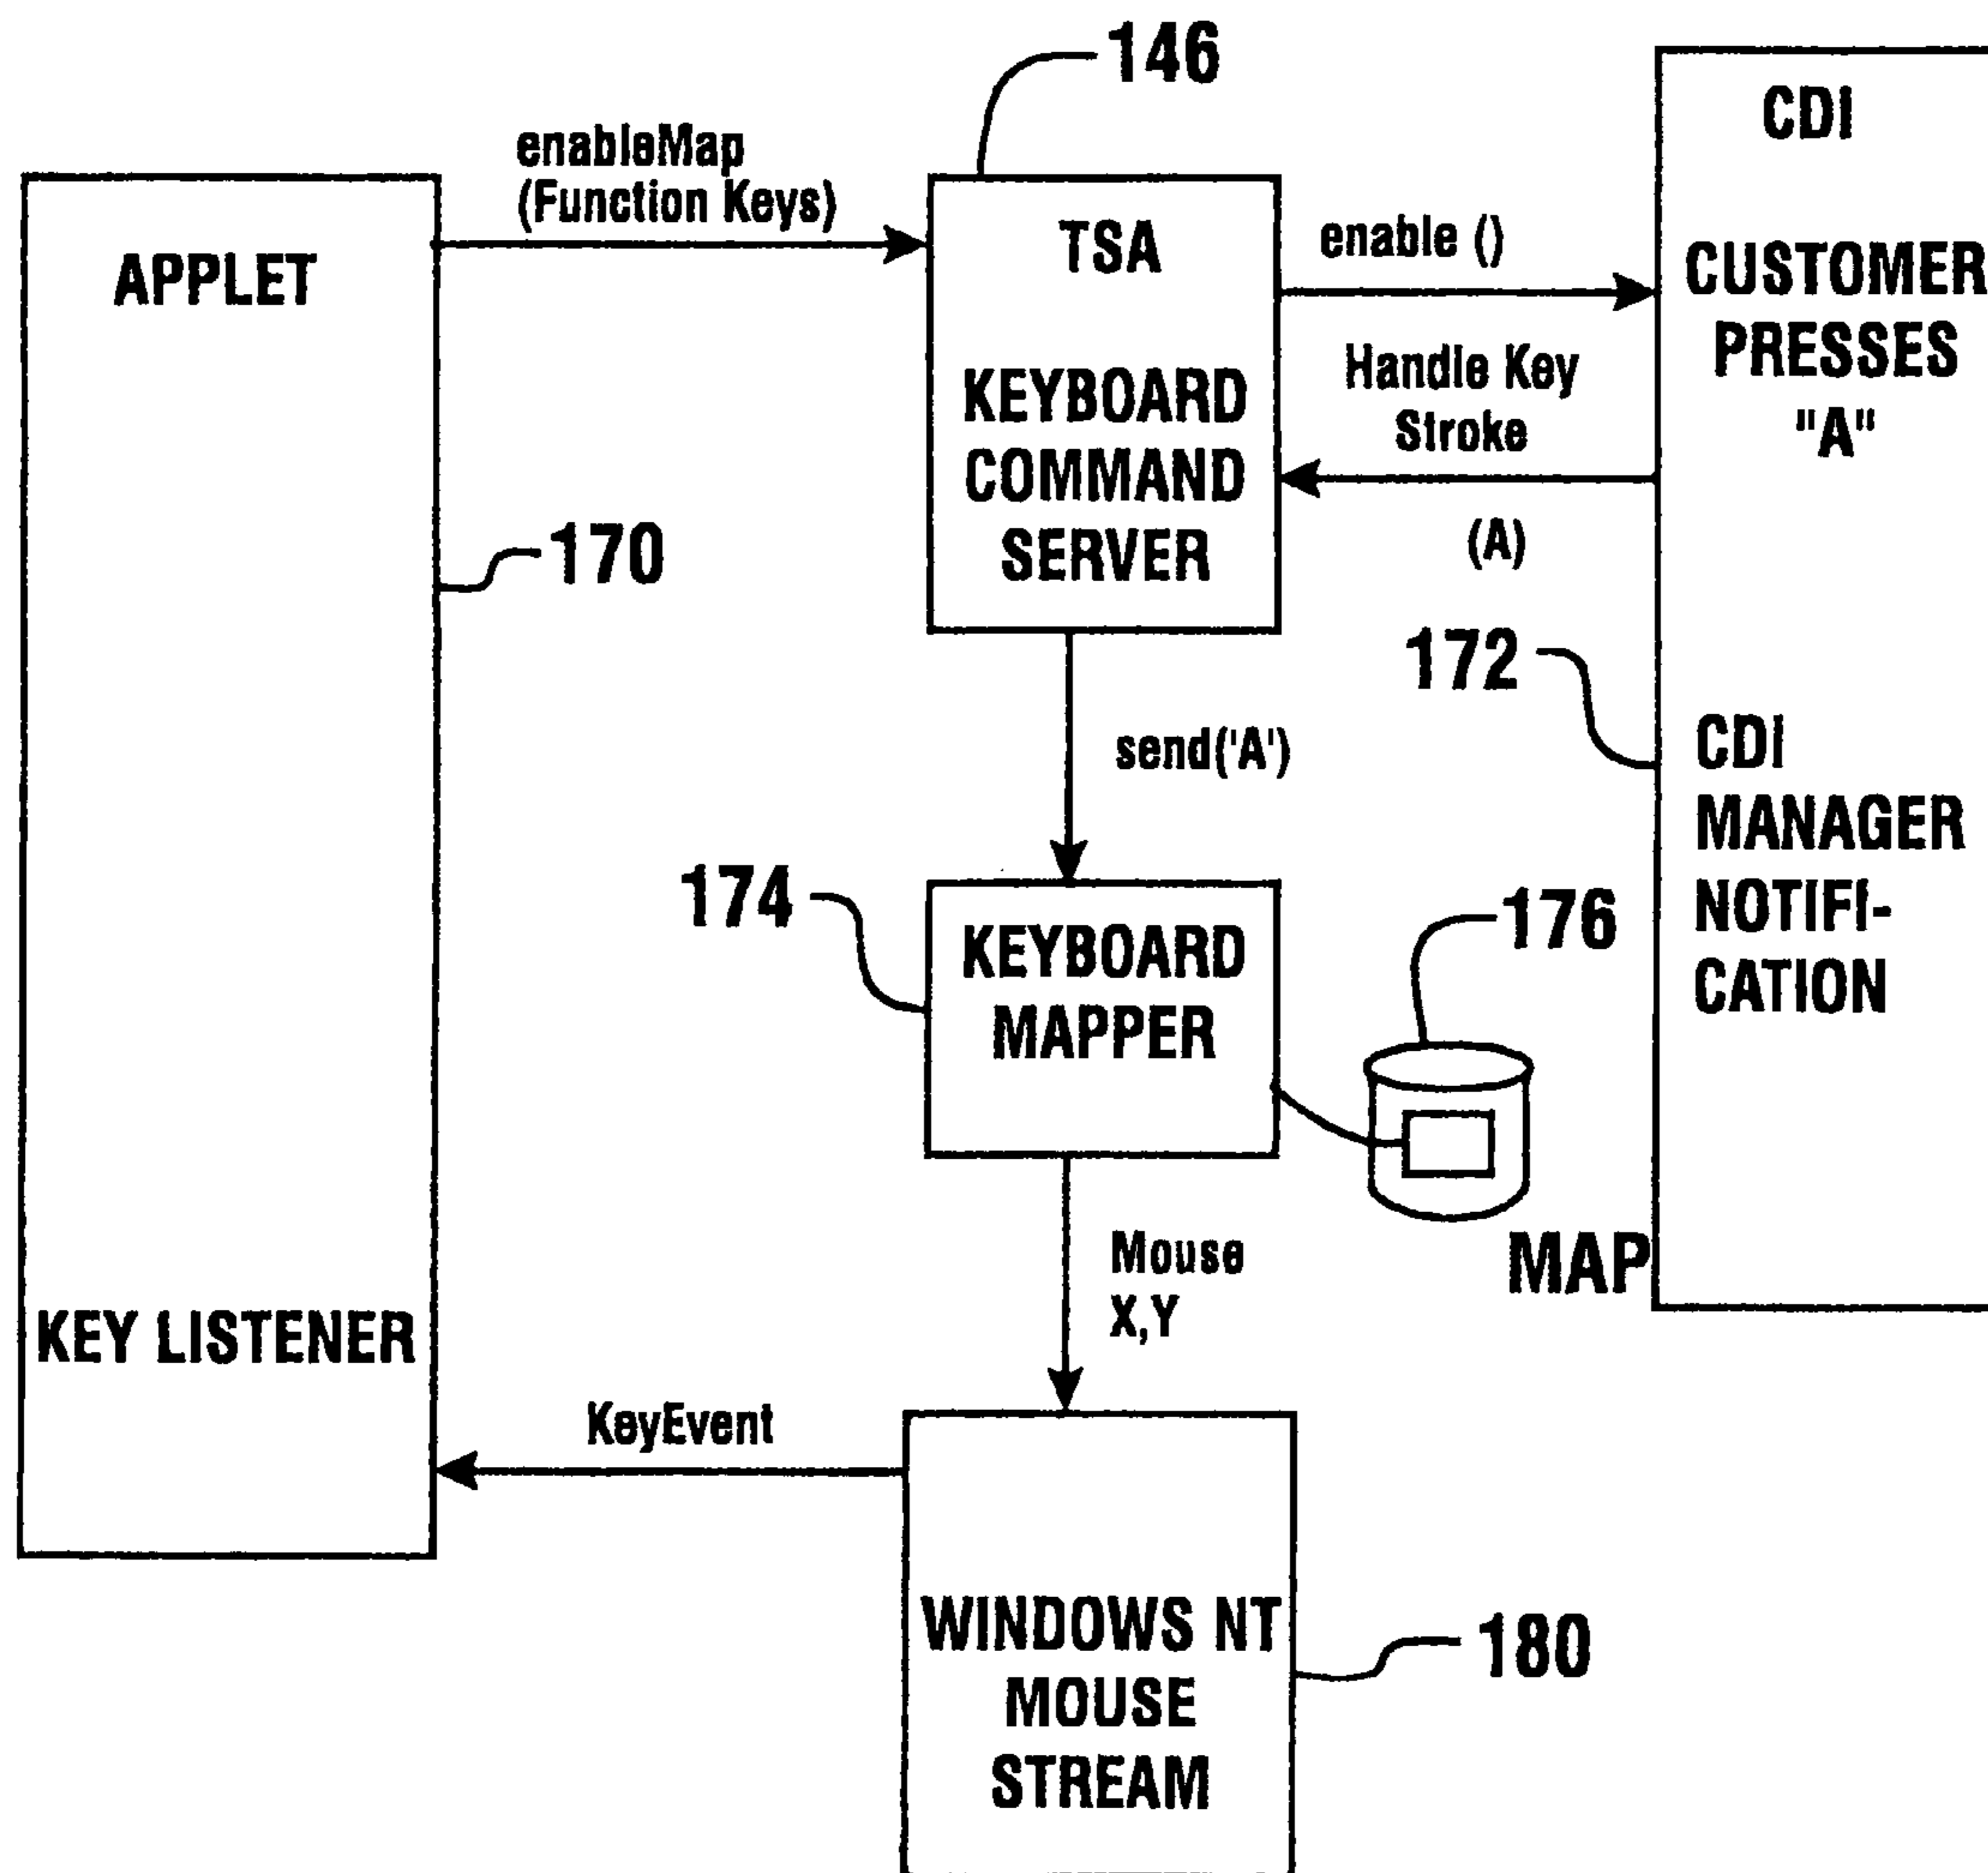 146
CDI
enableMap
(Function Keys)
APPLET
TSA
enable ()
CUSTOMER
PRESSES
"A"
KEYBOARD
COMMAND
SERVER
Handle Key
Stroke
(A)
170
172
send('A')
CDI
MANAGER
NOTIFI-
CATION
174
KEYBOARD
MAPPER
176
MAP
Mouse
X,Y
KEY LISTENER
KeyEvent
WINDOWS NT
MOUSE
STREAM
180